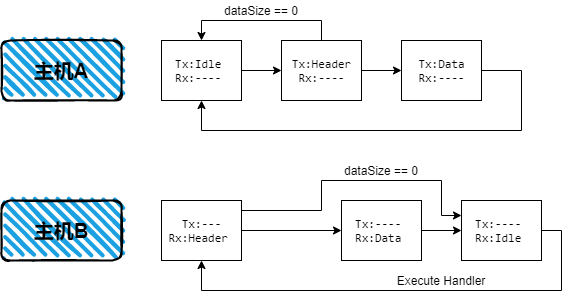 dataSize == 0
主机A
Tx:Idle
Rx:----
Tx:Header
Rx:----
Tx:Data
Rx:----
dataSize == 0
主机B
Tx:---
Rx:Header
Tx:----
Rx:Data
Tx:----
Rx:Idle
Execute Handler